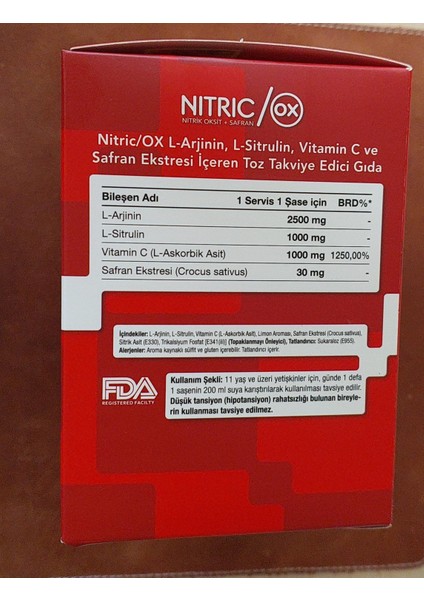 NITRIC/OX
NİTRİK OKSİT + SAFRAN
Nitric/OX L-Arjinin, L-Sitrulin, Vitamin C ve
Safran Ekstresi İçeren Toz Takviye Edici Gıda
Bileşen Adı 1 Servis 1 Şase için BRD%*
L-Arjinin 2500 mg -
L-Sitrulin 1000 mg -
Vitamin C (L-Askorbik Asit) 1000 mg 1250,00%
Safran Ekstresi (Crocus sativus) 30 mg -
İçindekiler: L-Arjinin, L-Sitrulin, Vitamin C (L-Askorbik Asit), Limon Aroması, Safran Ekstresi (Crocus sativus),
Sitrik Asit (E330), Trikalsiyum Fosfat [E341(iii)] (Topaklanmayı Önleyici), Tatlandırıcı: Sukaraloz (E955).
Alerjenler: Aroma kaynaklı sülfit ve gluten içerebilir. Tatlandırıcı içerir.
FDA
REGISTERED FACILTY
Kullanım Şekli: 11 yaş ve üzeri yetişkinler için, günde 1 defa
1 saşenin 200 ml suya karıştırılarak kullanılması tavsiye edilir.
Düşük tansiyon (hipotansiyon) rahatsızlığı bulunan bireyle-
rin kullanması tavsiye edilmez.